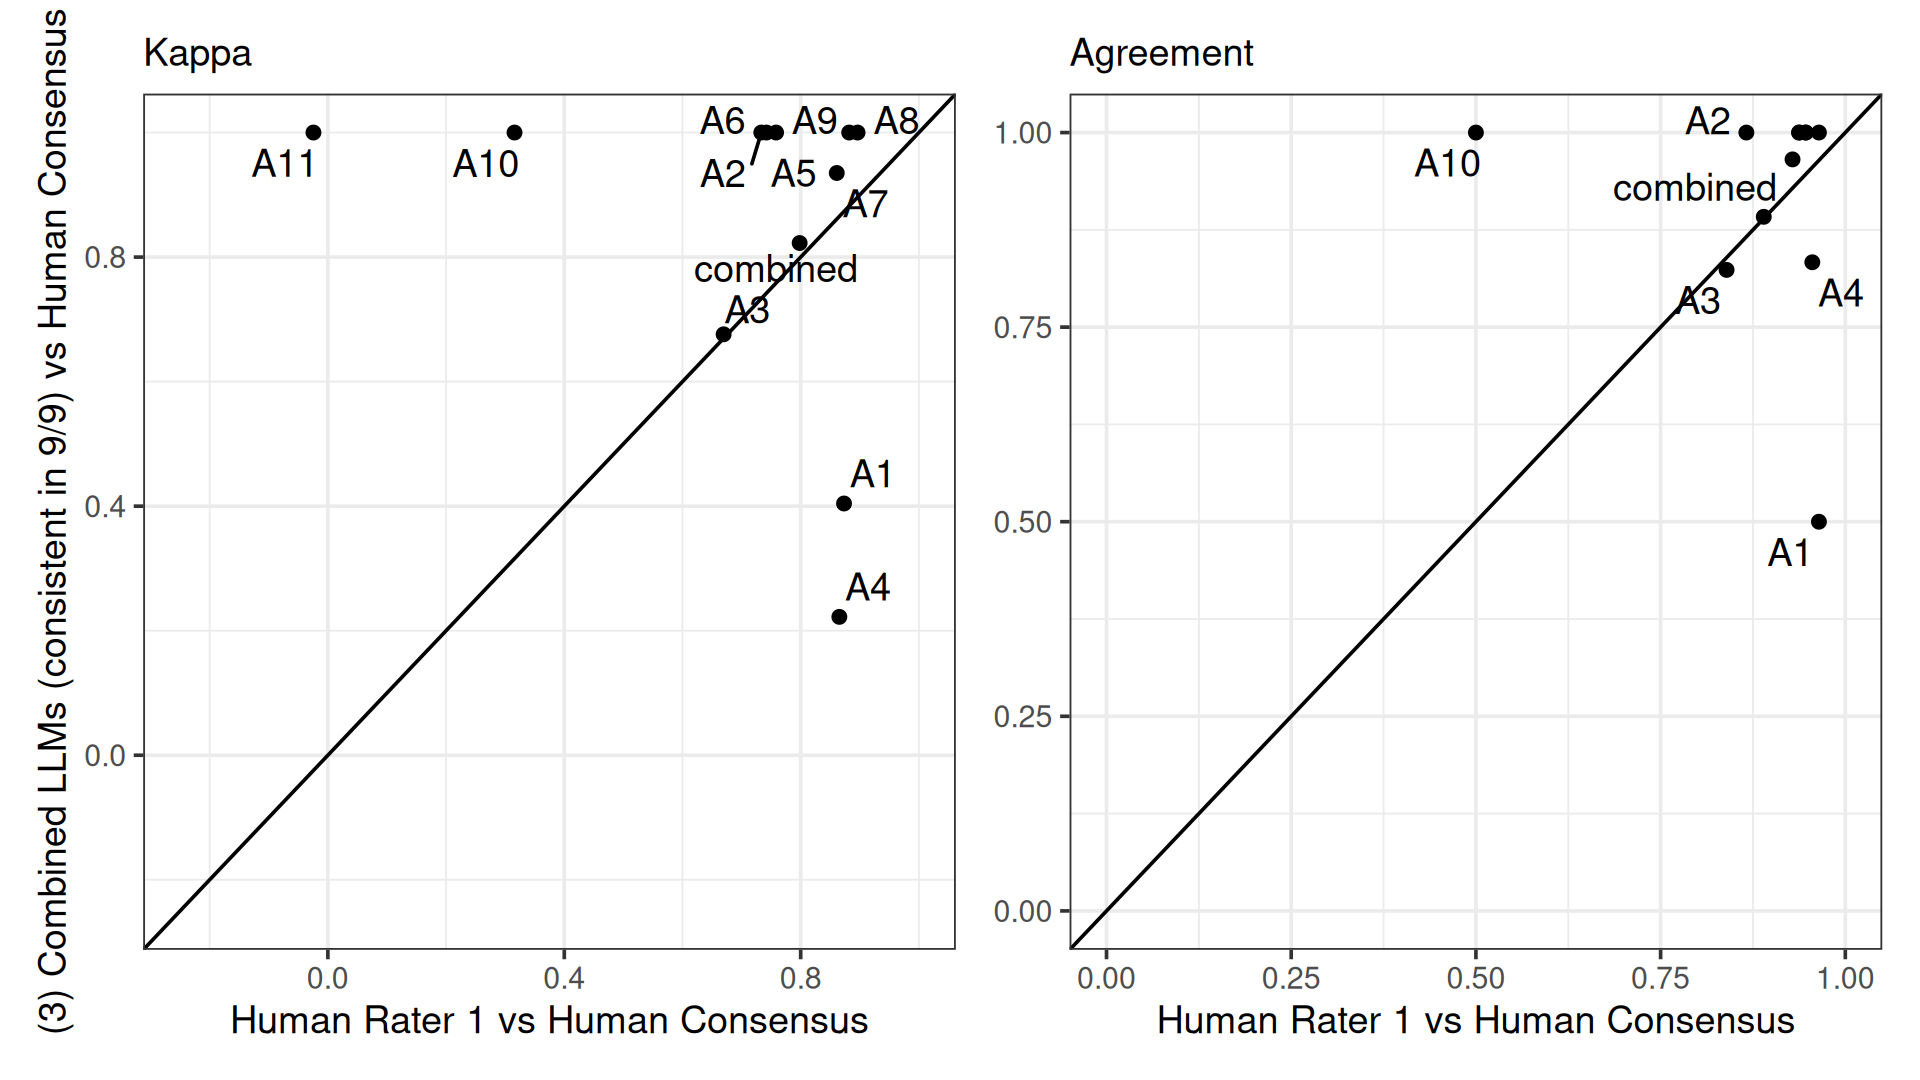 (3) Combined LLMs (consistent in 9/9) vs Human Consensus
Kappa
A6
A9
A8
A11
A10
A2
A5
A7
combined
A3
A1
A4
0.8
0.4
0.0
0.0
0.4
0.8
Human Rater 1 vs Human Consensus
Agreement
A2
A10
combined
A3
A4
A1
1.00
0.75
0.50
0.25
0.00
0.00
0.25
0.50
0.75
1.00
Human Rater 1 vs Human Consensus